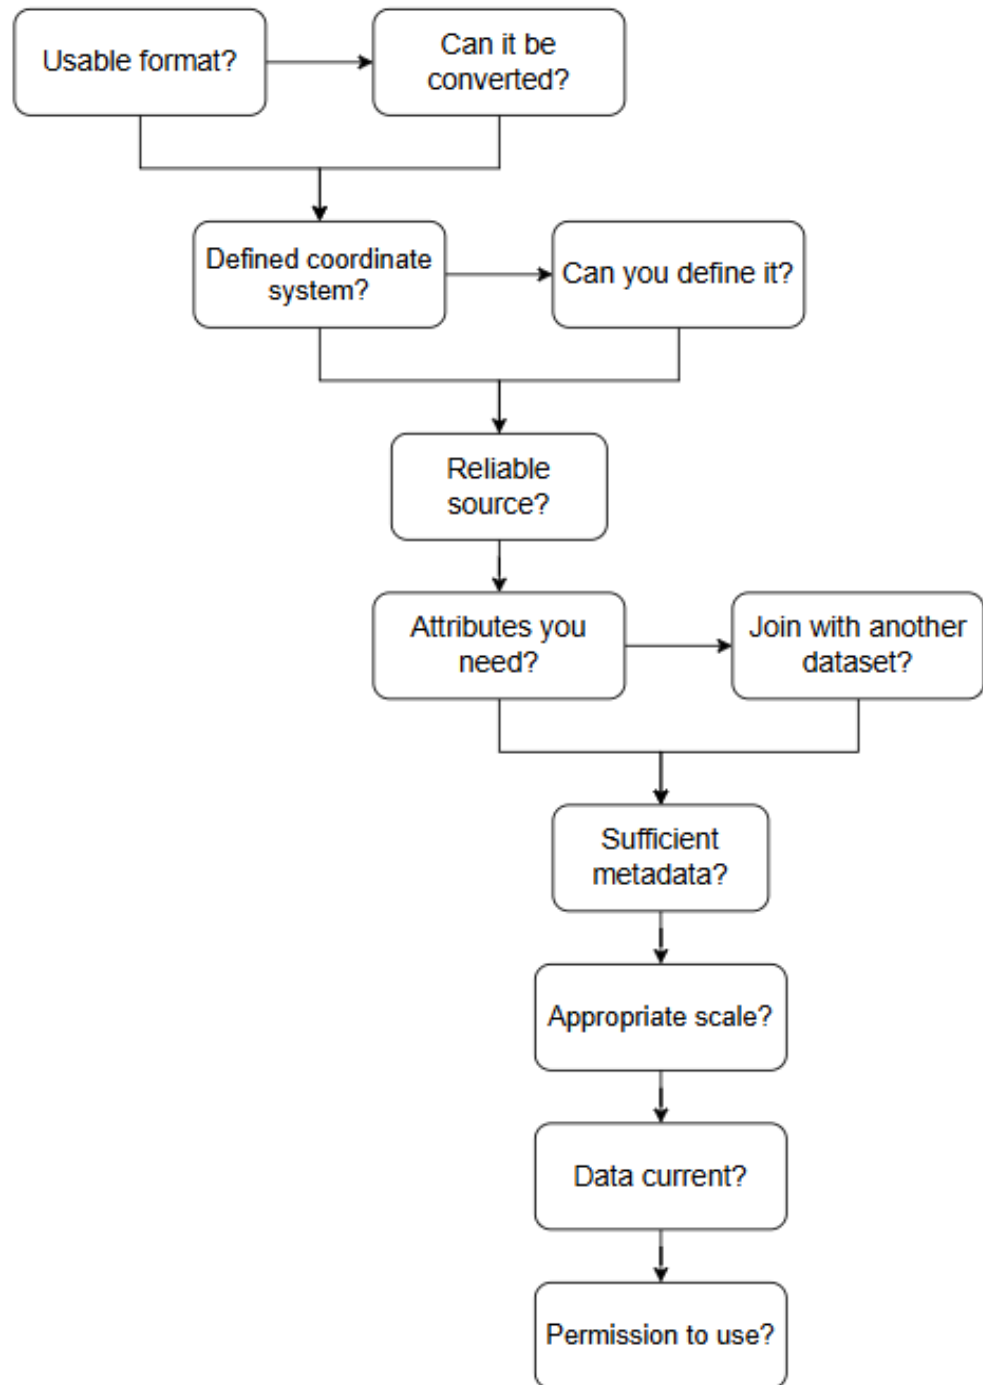 Usable format?
Can it be
converted?
Defined coordinate
system?
Can you define it?
Reliable
source?
Attributes you
need?
Join with another
dataset?
Sufficient
metadata?
Appropriate scale?
Data current?
Permission to use?